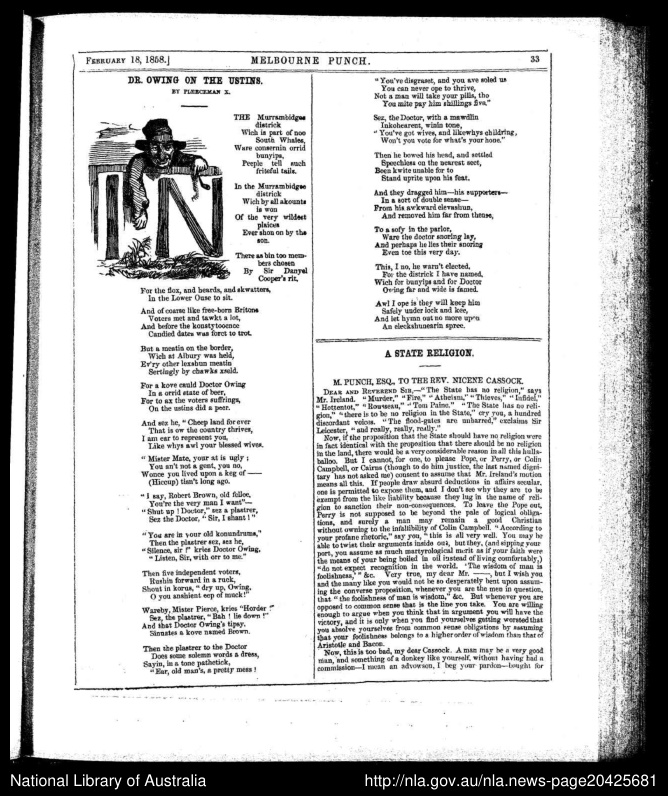 FEBRUARY 18, 1858.]
MELBOURNE PUNCH.
33
DR. OWING ON THE USTINS.
BY PLEECEMAN X.
THE Murrambidgee
districk
Wich is part of noo
South Whales,
Ware consernin orrid
bunyips,
Peeple tell such
friteful tails.
In the Murrambidgee
districk
Wich by all akounts
is won
Of the very wildest
plaices
Ever shon on by the
son.
There as bin too mem-
bers chosen
By Sir Danyel
Cooper's rit,
For the flox, and heards, and skwatters,
In the Lower Ouse to sit.
And of coarse like free-born Britons
Voters met and tawkt a lot,
And before the konstytooence
Candied dates was forct to trot.
But a meatin on the border,
Wich at Albury was held,
Ev'ry other lexshun meatin
Sertingly by chawks xseld.
For a kove cauld Doctor Owing
In a orrid state of beer,
For to ax the voters suffrings,
On the ustins did a peer.
And sez he, "Cheep land for ever
That is ow the country thrives,
I am ear to represent you,
Like whys awl your blessed wives.
"Mister Mate, your at is ugly;
You an't not a gent, you no,
Wonce you lived upon a keg of ——
(Hiccup) tian't long ago.
"I say, Robert Brown, old felloe,
You're the very man I want"—
"Shut up! Doctor," sez a plastrer,
Sez the Doctor, "Sir, I shant!"
"You are in your old konundrums,"
Then the plastrer sez, sez he,
"Silence, sir!" kries Doctor Owing,
"Listen, Sir, with orr to me."
Then five independent voters,
Rushin forward in a ruck,
Shout in korus, "dry up, Owing,
O you anshient eep of muck!"
Wareby, Mister Pierce, kries "Horder!"
Sez, the plastrer, "Bah! lie down!"
And that Doctor Owing's tipsy,
Sinuates a kove named Brown.
Then the plastrer to the Doctor
Does some solemn words a dress,
Sayin, in a tone pathetick,
"Ear, old man's, a pretty mess!
"You've disgraset, and you ave soled us
You can never ope to thrive,
Not a man will take your pills, tho
You mite pay him shillings five."
Sez, the Doctor, with a mawdlin
Inkohearent, winin tone,
"You've got wives, and likewhys childring,
Won't you vote for what's your hone."
Then he bowed his head, and settled
Speechless on the nearest seet,
Been kwite unable for to
Stand uprite upon his feat.
And they dragged him—his supporters—
In a sort of double sense—
From his awkward elevashun,
And removed him far from thense,
To a sofy in the parlor,
Ware the doctor snoring lay,
And perhaps he lies their snoring
Even toe this very day.
This, I no, he warn't elected,
For the district I have named,
Wich for bunyips and for Doctor
Owing far and wide is famed.
Awl I ope is they will keep him
Safely under lock and kee,
And let hymn out no more upon
An eleckshunearin spree.
A STATE RELIGION.
M. PUNCH, ESQ., TO THE REV. NICENE CASSOCK.
DEAR AND REVEREND SIR,—"The State has no religion," says
Mr. Ireland. "Murder," "Fire," "Atheism," "Thieves," "Infidel,"
"Hottentot," "Rousseau," "Tom Paine." "The State has no reli-
gion," "there is to be no religion in the State," cry you, a hundred
discordant voices. "The flood-gates are unbarred," exclaims Sir
Leicester, "and really, really, really."
Now, if the proposition that the State should have no religion were
in fact identical with the proposition that there should be no religion
in the land, there would be a very considerable reason in all this hulla-
balloo. But I cannot, for one, to please Pope, or Perry, or Colin
Campbell, or Cairns (though to do him justice, the last named digni-
tary has not asked me) consent to assume that Mr. Ireland's motion
means all this. If people draw absurd deductions in affairs secular,
one is permitted to expose them, and I don't see why they are to be
exempt from the like liability because they lug in the name of reli-
gion to sanction their non-consequences. To leave the Pope out,
Perry is not supposed to be beyond the pale of logical obliga-
tions, and surely a man may remain a good Christian
without owning to the infallibility of Colin Campbell. "According to
your profane rhetoric," say you, "this is all very well. You may be
able to twist their arguments inside out, but they, (and sipping your
port, you assume as much martyrological merit as if your faith were
the means of your being boiled in oil instead of living comfortably,)
"do not expect recognition in the world. 'The wisdom of man is
foolishness,'" &c. Very true, my dear Mr. ——, but I wish you
and the many like you would not be so desperately bent upon assum-
ing the converse proposition, whenever you are the men in question,
that "the foolishness of man is wisdom," &c. But whenever you are
opposed to common sense that is the line you take. You are willing
enough to argue when you think that in argument you will have the
victory, and it is only when you find yourselves getting worsted that
you absolve yourselves from common sense obligations by assuming
that your foolishness belongs to a higher order of wisdom than that of
Aristotle and Bacon.
Now, this is too bad, my dear Cassock. A man may be a very good
man, and something of a donkey like yourself, without having had a
commission—I mean an advowson, I beg your pardon—bought for
National Library of Australia
http://nla.gov.au/nla.news-page20425681